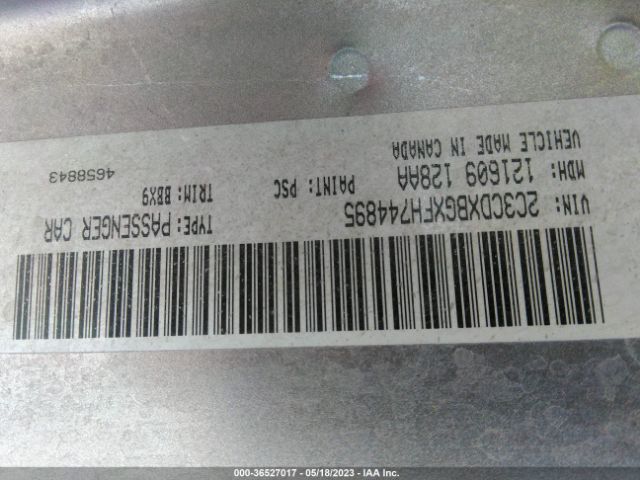 VIN: 2C3CDXBGXFH744895 TYPE: PASSENGER CAR
MDH: 121609 128AA PAINT: PSC TRIM: BBX9
VEHICLE MADE IN CANADA 4658843
000-36527017 - 05/18/2023 - IAA Inc.